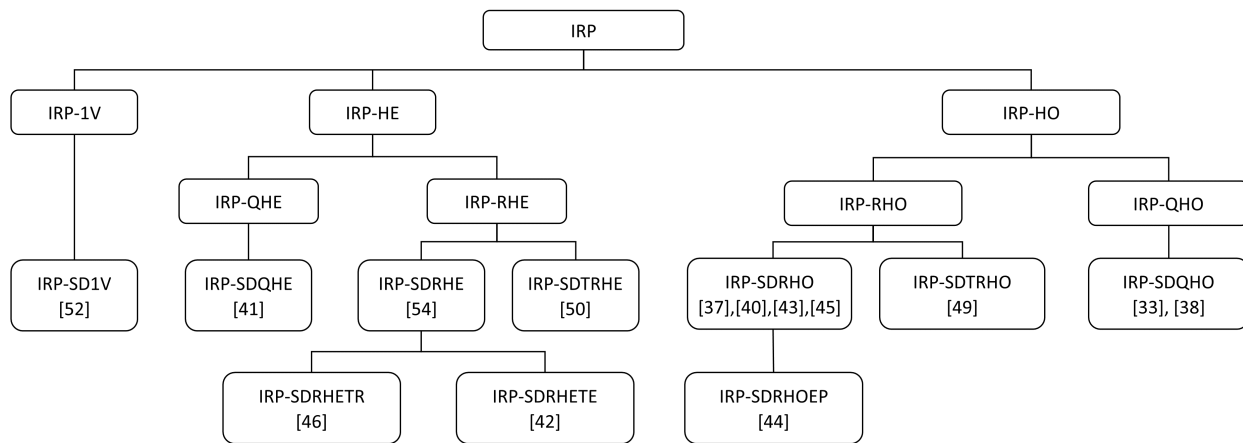 IRP
IRP-1V
IRP-HE
IRP-HO
IRP-QHE
IRP-RHE
IRP-RHO
IRP-QHO
IRP-SD1V
[52]
IRP-SDQHE
[41]
IRP-SDRHE
[54]
IRP-SDTRHE
[50]
IRP-SDRHO
[37],[40],[43],[45]
IRP-SDTRHO
[49]
IRP-SDQHO
[33], [38]
IRP-SDRHETR
[46]
IRP-SDRHETE
[42]
IRP-SDRHOEP
[44]